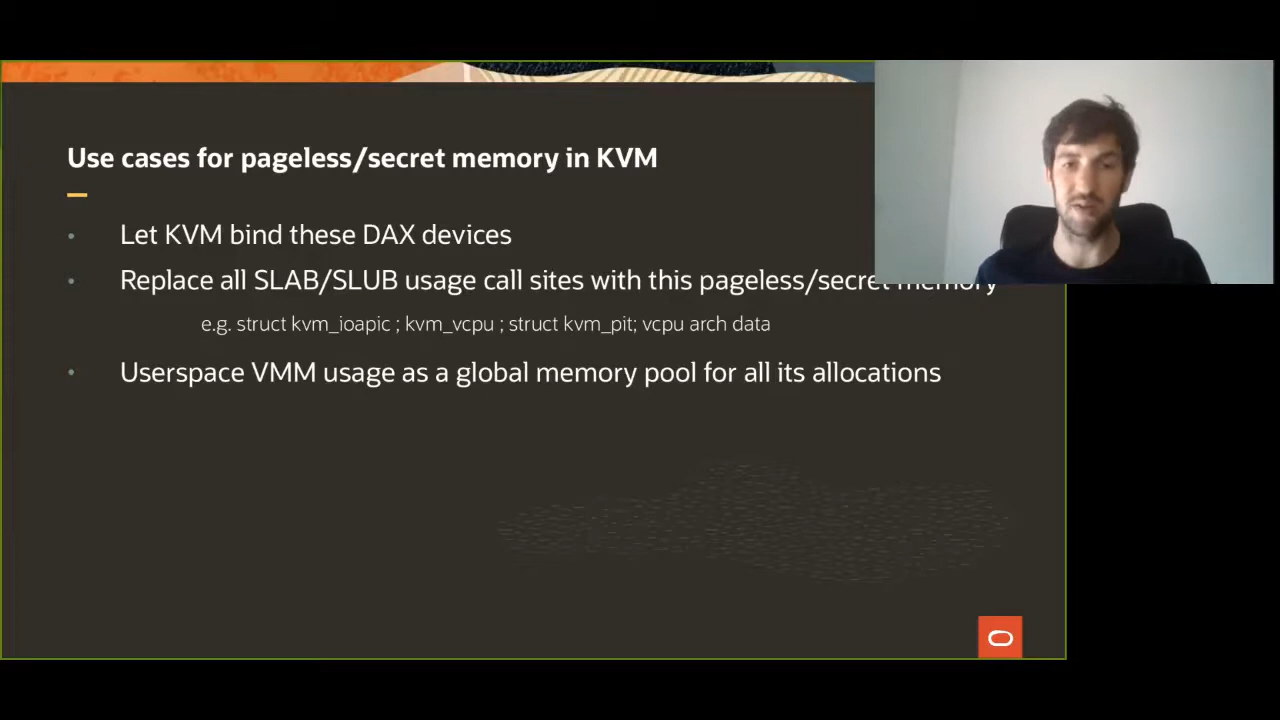 Use cases for pageless/secret memory in KVM
• Let KVM bind these DAX devices
• Replace all SLAB/SLUB usage call sites with this pageless/secret memory
e.g. struct kvm_ioapic ; kvm_vcpu ; struct kvm_pit; vcpu arch data
• Userspace VMM usage as a global memory pool for all its allocations